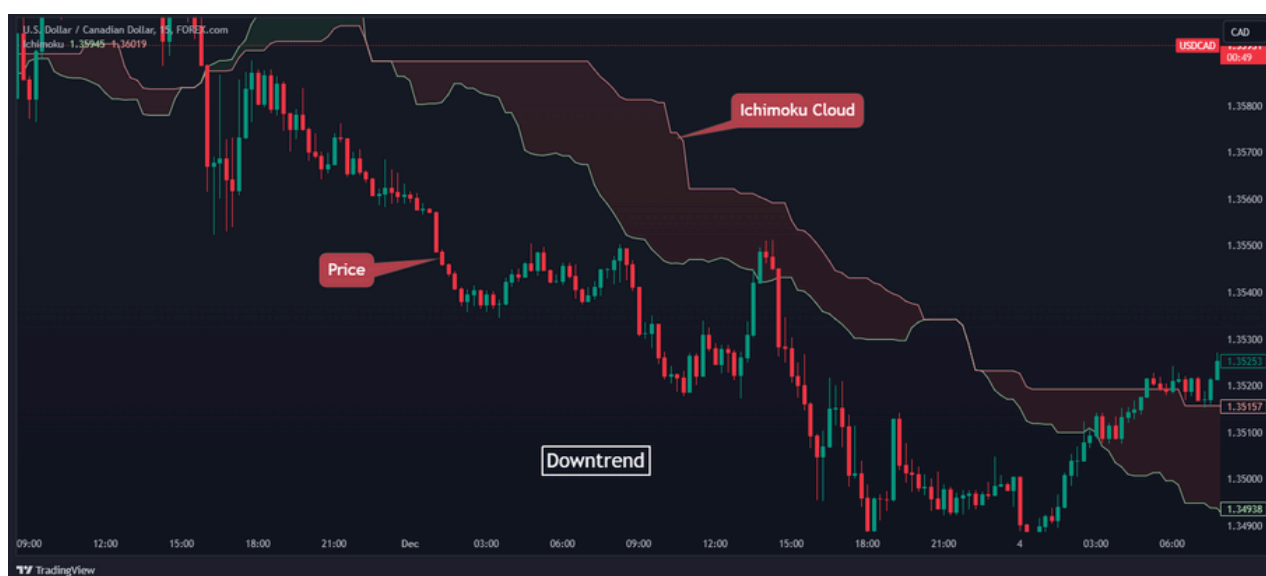 U.S. Dollar / Canadian Dollar, 15, FOREX.com
Ichimoku 1.35945 1.36019
CAD
USDCAD
00:49
1.35800
1.35700
1.35600
1.35500
1.35400
1.35300
1.35253
1.35200
1.35157
1.35100
1.35000
1.34938
1.34900
Ichimoku Cloud
Price
Downtrend
09:00 12:00 15:00 18:00 21:00 Dec 03:00 06:00 09:00 12:00 15:00 18:00 21:00 4 03:00 06:00
TradingView